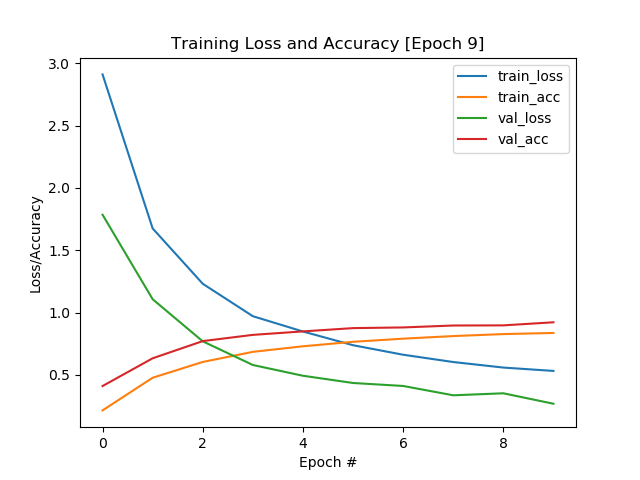 Training Loss and Accuracy [Epoch 9]
3.0
2.5
2.0
1.5
1.0
0.5
Loss/Accuracy
train_loss
train_acc
val_loss
val_acc
0 2 4 6 8
Epoch #